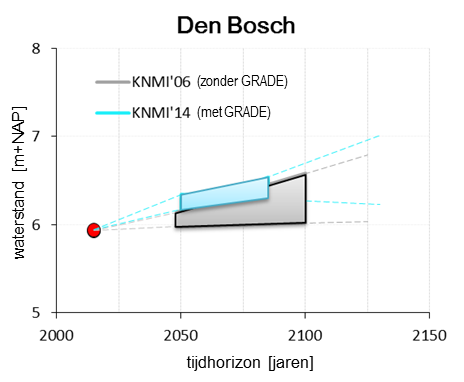 Den Bosch
8
7
6
5
waterstand [m+NAP]
KNMI'06 (zonder GRADE)
KNMI'14 (met GRADE)
2000 2050 2100 2150
tijdhorizon [jaren]